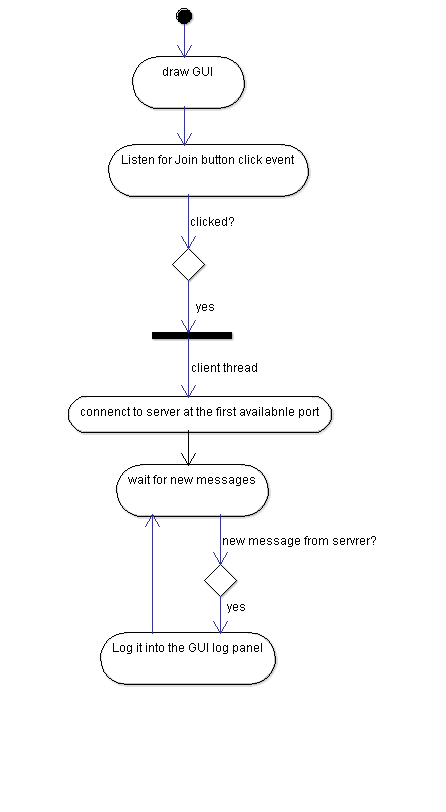 draw GUI
Listen for Join button click event
clicked?
yes
client thread
connenct to server at the first availabnle port
wait for new messages
new message from servrer?
yes
Log it into the GUI log panel